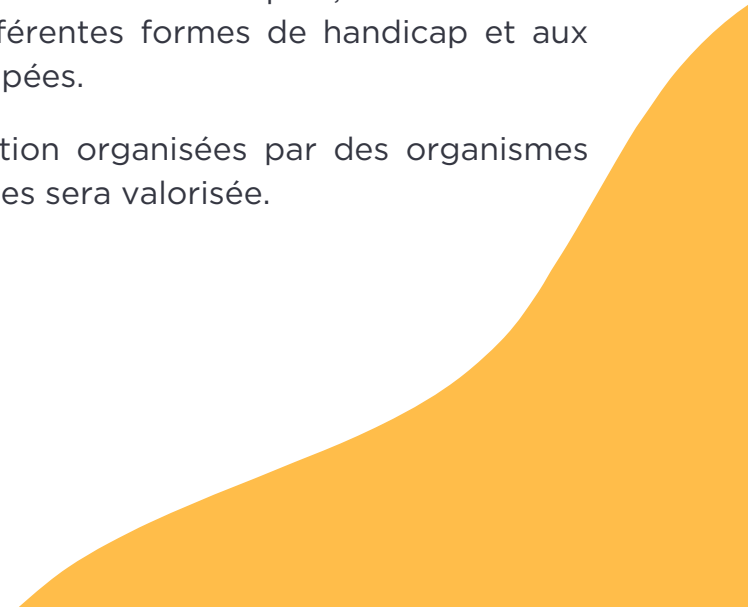 férentes formes de handicap et aux
pées.
tion organisées par des organismes
es sera valorisée.